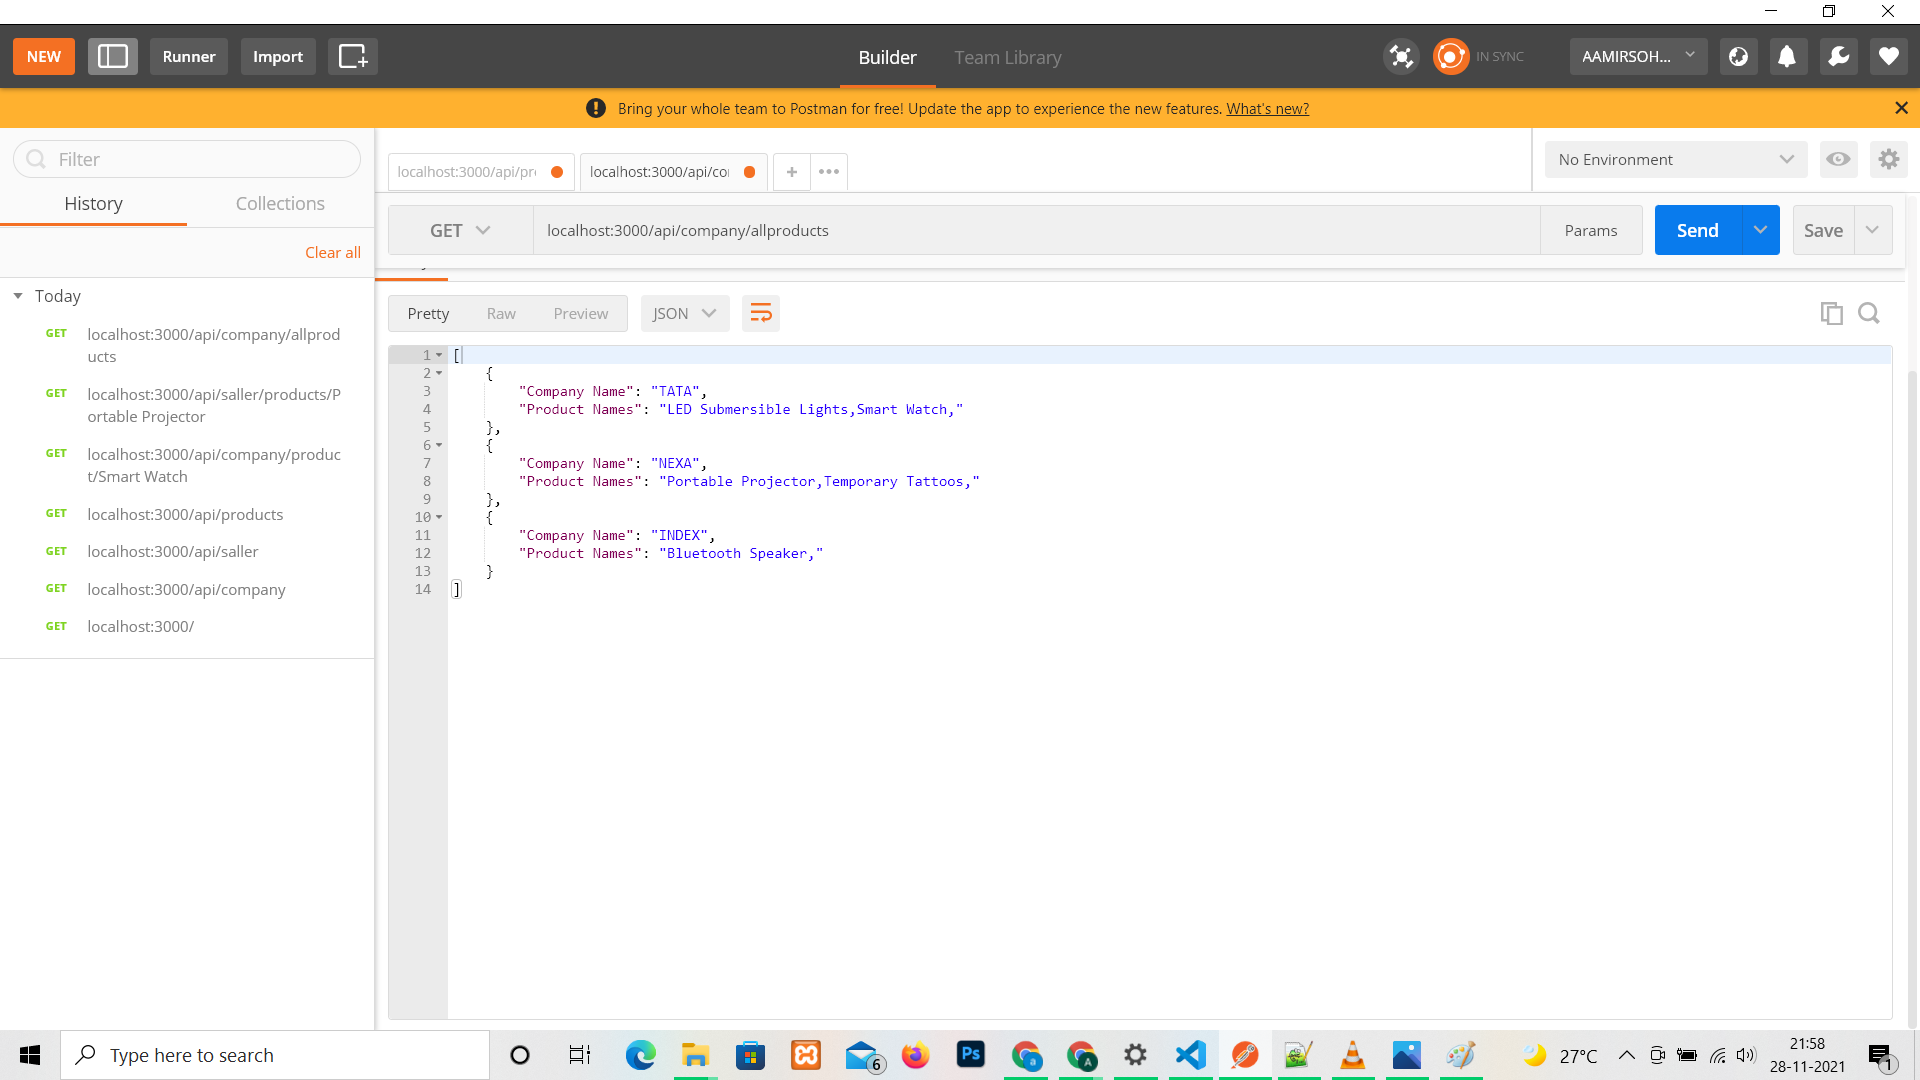 NEW
Runner
Import
Builder
Team Library
IN SYNC
AAMIRSOH...
Bring your whole team to Postman for free! Update the app to experience the new features. What's new?
Filter
History
Collections
Clear all
Today
GET localhost:3000/api/company/allprod
ucts
GET localhost:3000/api/saller/products/P
ortable Projector
GET localhost:3000/api/company/produc
t/Smart Watch
GET localhost:3000/api/products
GET localhost:3000/api/saller
GET localhost:3000/api/company
GET localhost:3000/
localhost:3000/api/pr
localhost:3000/api/co
No Environment
GET
localhost:3000/api/company/allproducts
Params
Send
Save
Pretty
Raw
Preview
JSON
1 [
2 {
3 "Company Name": "TATA",
4 "Product Names": "LED Submersible Lights,Smart Watch,"
5 },
6 {
7 "Company Name": "NEXA",
8 "Product Names": "Portable Projector,Temporary Tattoos,"
9 },
10 {
11 "Company Name": "INDEX",
12 "Product Names": "Bluetooth Speaker,"
13 }
14 ]
Type here to search
6
Ps
a
A
27°C
21:58
28-11-2021
1